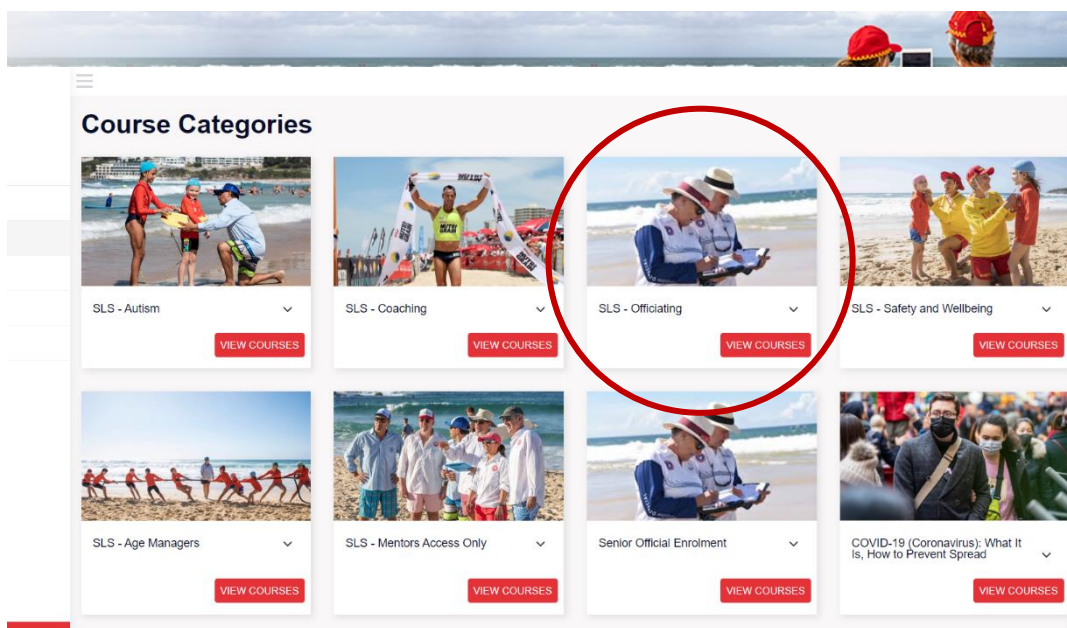 Course Categories
SLS - Autism
SLS - Coaching
SLS - Officiating
SLS - Safety and Wellbeing
VIEW COURSES
VIEW COURSES
VIEW COURSES
VIEW COURSES
SLS - Age Managers
SLS - Mentors Access Only
Senior Official Enrolment
COVID-19 (Coronavirus): What It
Is, How to Prevent Spread
VIEW COURSES
VIEW COURSES
VIEW COURSES
VIEW COURSES